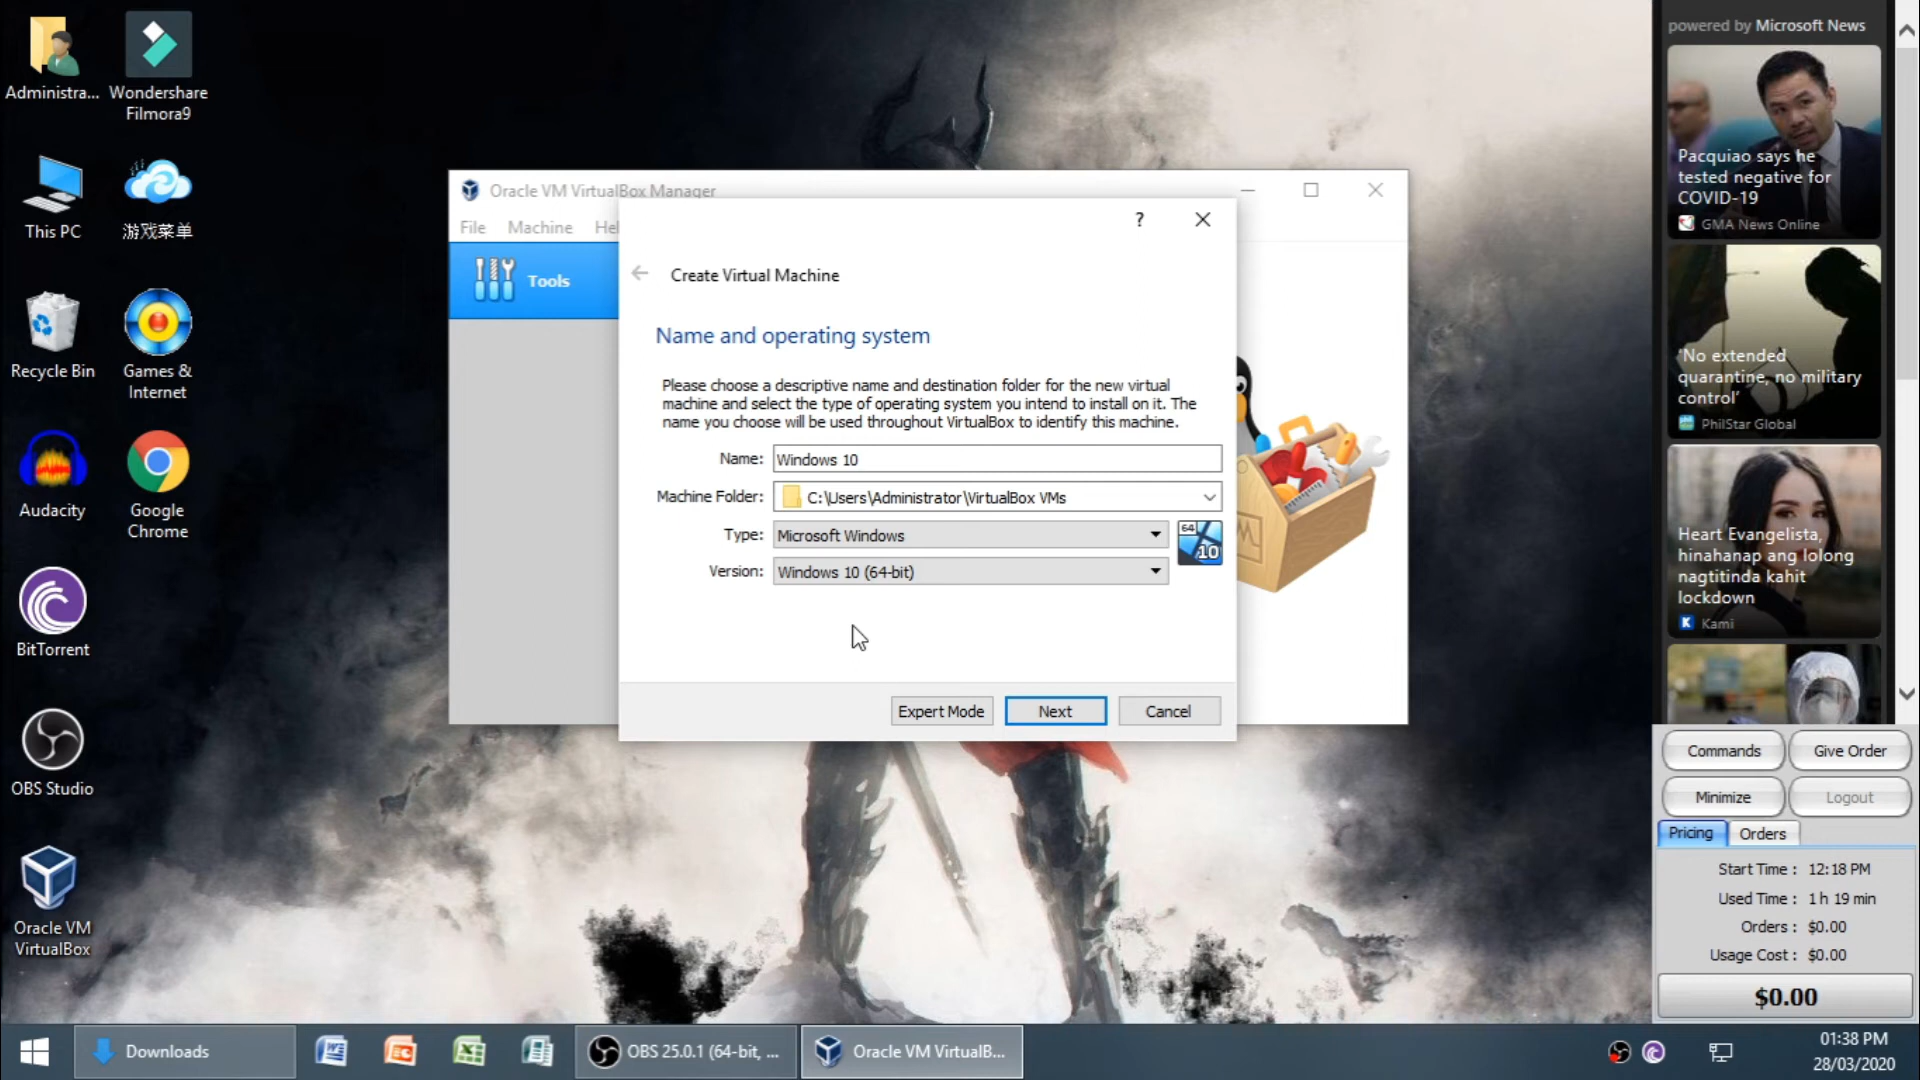 Administra...
Wondershare
Filmora9
This PC
游戏菜单
Recycle Bin
Games &
Internet
Audacity
Google
Chrome
BitTorrent
OBS Studio
Oracle VM
VirtualBox
Oracle VM VirtualBox Manager
File Machine Hel
Tools
?
Create Virtual Machine
Name and operating system
Please choose a descriptive name and destination folder for the new virtual
machine and select the type of operating system you intend to install on it. The
name you choose will be used throughout VirtualBox to identify this machine.
Name: Windows 10
Machine Folder: C:\Users\Administrator\VirtualBox VMs
Type: Microsoft Windows
64
10
Version: Windows 10 (64-bit)
Expert Mode Next Cancel
powered by Microsoft News
Pacquiao says he
tested negative for
COVID-19
GMA News Online
'No extended
quarantine, no military
control'
PhilStar Global
Heart Evangelista,
hinahanap ang lolong
nagtitinda kahit
lockdown
K Kami
Commands Give Order
Minimize Logout
Pricing Orders
Start Time : 12:18 PM
Used Time : 1 h 19 min
Orders : $0.00
Usage Cost : $0.00
$0.00
Downloads
OBS 25.0.1 (64-bit, ...
Oracle VM VirtualB...
01:38 PM
28/03/2020